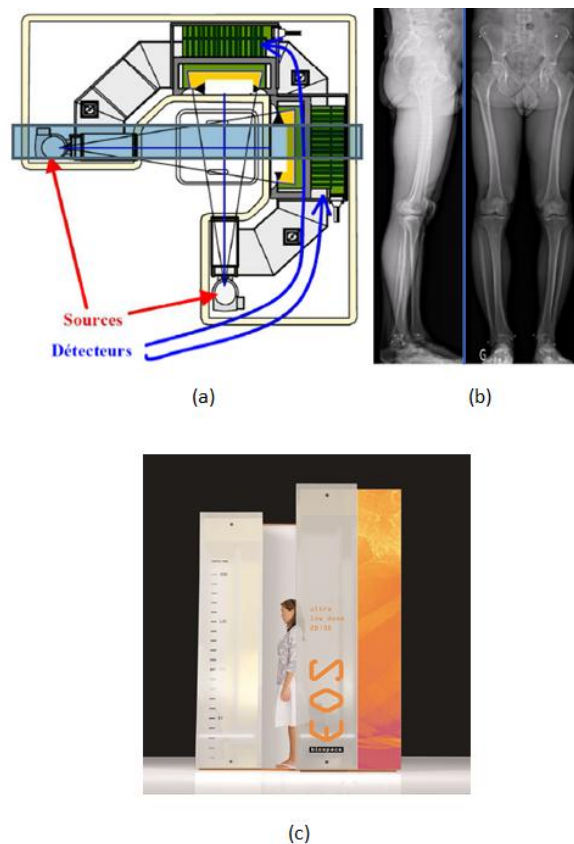 Sources
Détecteurs
(a)
G
(b)
ultra
low dose
2D|3D
EOS
biospace
(c)